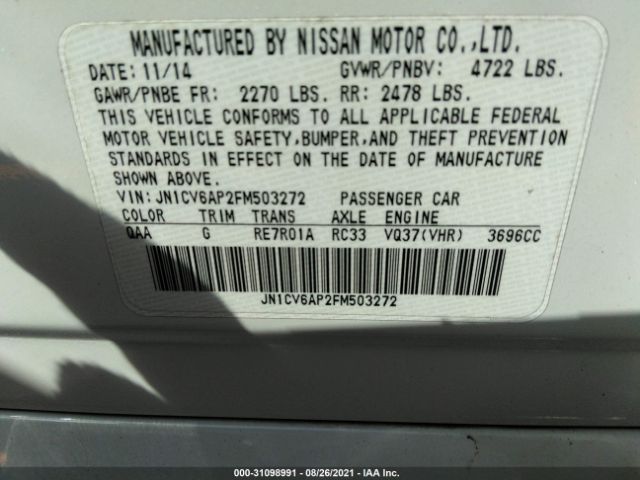 MANUFACTURED BY NISSAN MOTOR CO.,LTD.
DATE: 11/14 GVWR/PNBV: 4722 LBS.
GAWR/PNBE FR: 2270 LBS. RR: 2478 LBS.
THIS VEHICLE CONFORMS TO ALL APPLICABLE FEDERAL
MOTOR VEHICLE SAFETY,BUMPER,AND THEFT PREVENTION
STANDARDS IN EFFECT ON THE DATE OF MANUFACTURE
SHOWN ABOVE.
VIN: JN1CV6AP2FM503272 PASSENGER CAR
COLOR TRIM TRANS AXLE ENGINE
QAA G RE7R01A RC33 VQ37(VHR) 3696CC
JN1CV6AP2FM503272
000-31098991 - 08/26/2021 - IAA Inc.